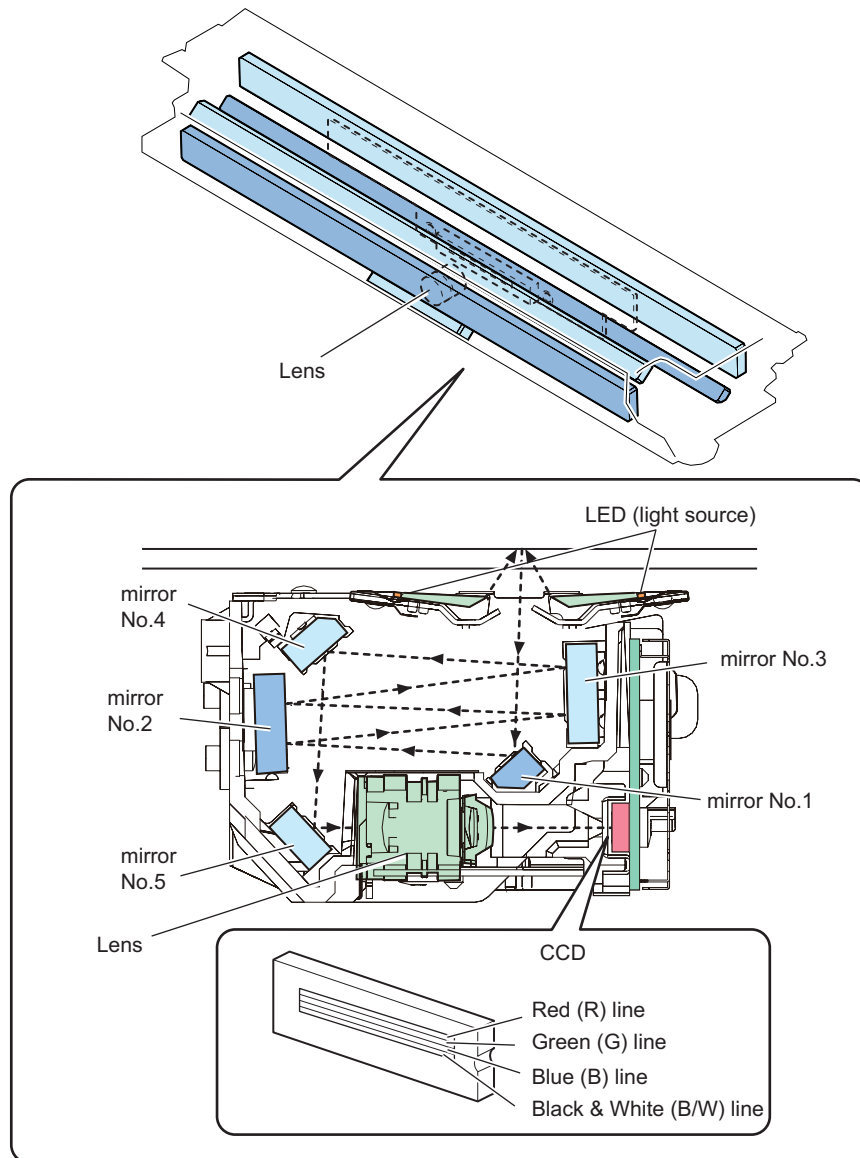 Lens
LED (light source)
mirror
No.4
mirror No.3
mirror
No.2
mirror No.1
mirror
No.5
Lens
CCD
Red (R) line
Green (G) line
Blue (B) line
Black & White (B/W) line